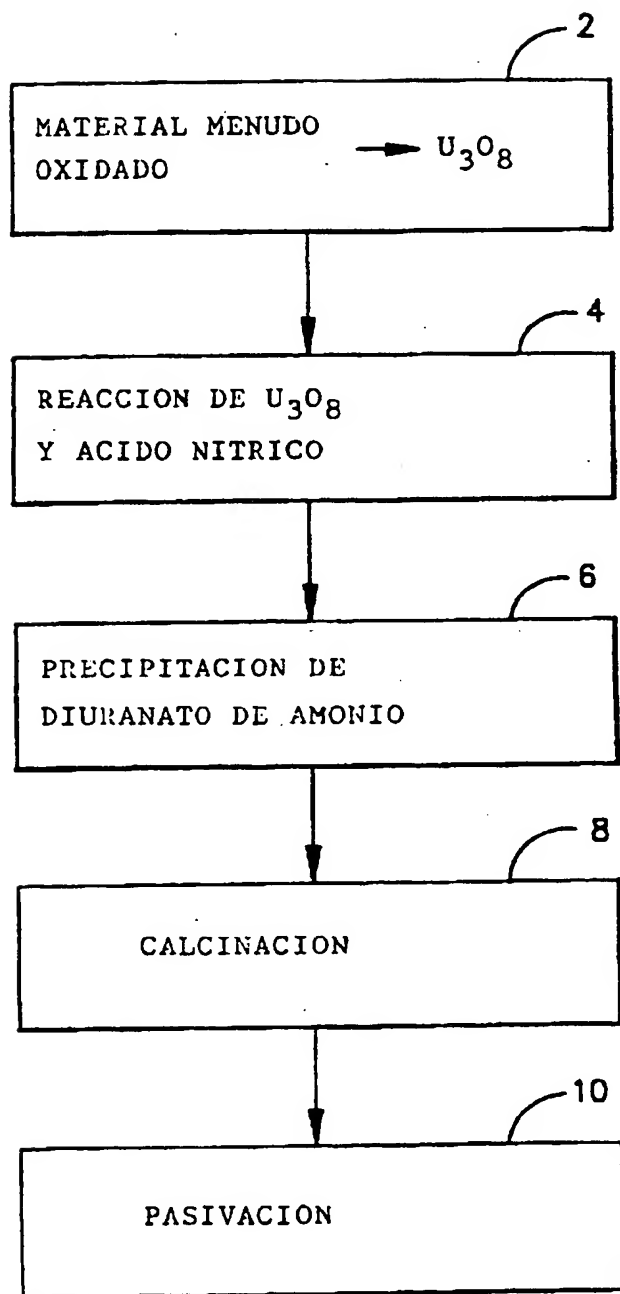 2
MATERIAL MENUDO
OXIDADO → U₃O₈
4
REACCION DE U₃O₈
Y ACIDO NITRICO
6
PRECIPITACION DE
DIURANATO DE AMONIO
8
CALCINACION
10
PASIVACION